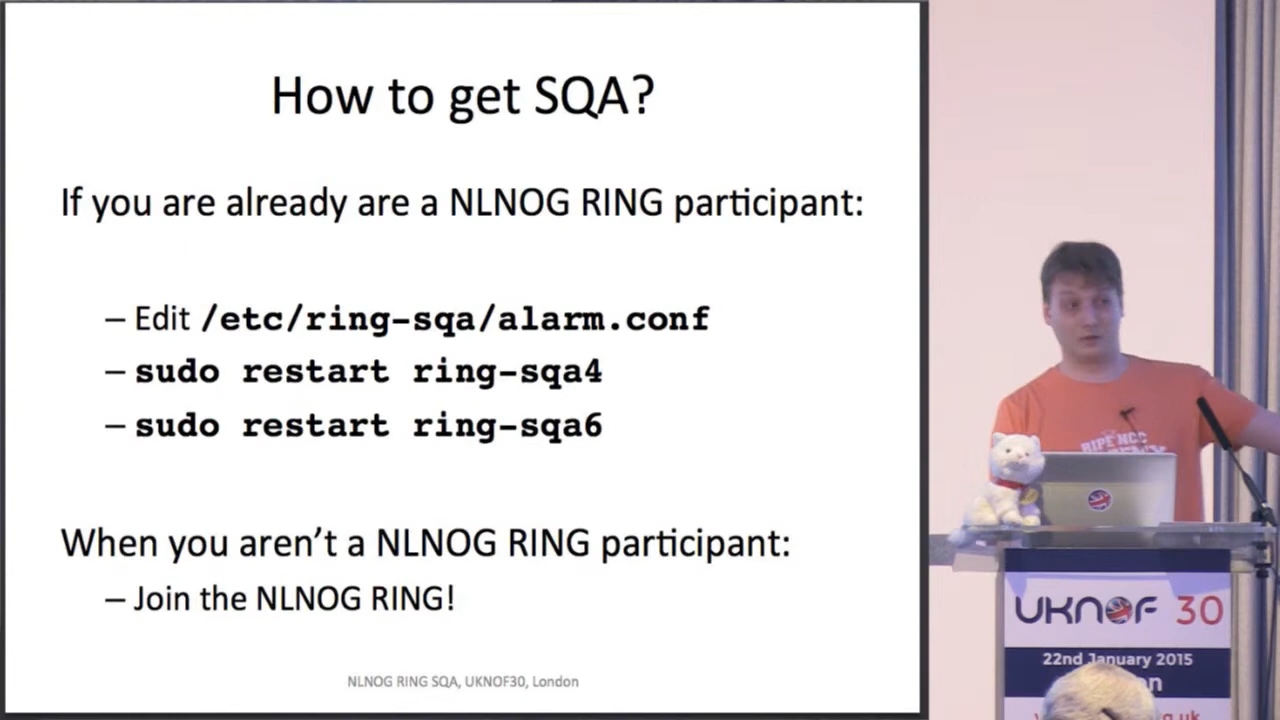 How to get SQA?
If you are already are a NLNOG RING participant:
– Edit /etc/ring-sqa/alarm.conf
– sudo restart ring-sqa4
– sudo restart ring-sqa6
When you aren't a NLNOG RING participant:
– Join the NLNOG RING!
NLNOG RING SQA, UKNOF30, London
RIPE NCC
UKNOF 30
22nd January 2015